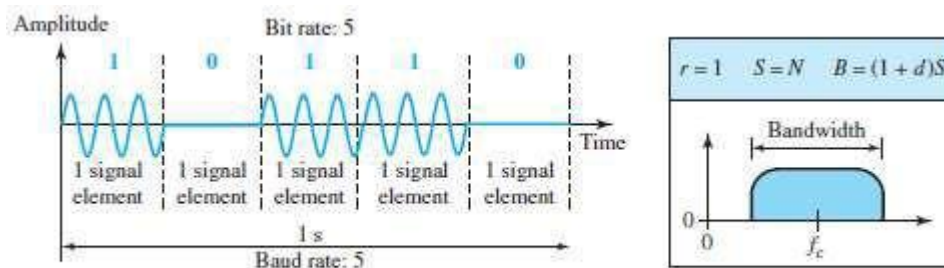 Amplitude
Bit rate: 5
1 0 1 1 0
Time
1 signal element
1 signal element
1 signal element
1 signal element
1 signal element
1 s
Baud rate: 5
r = 1 S = N B = (1 + d)S
Bandwidth
0
0
fc